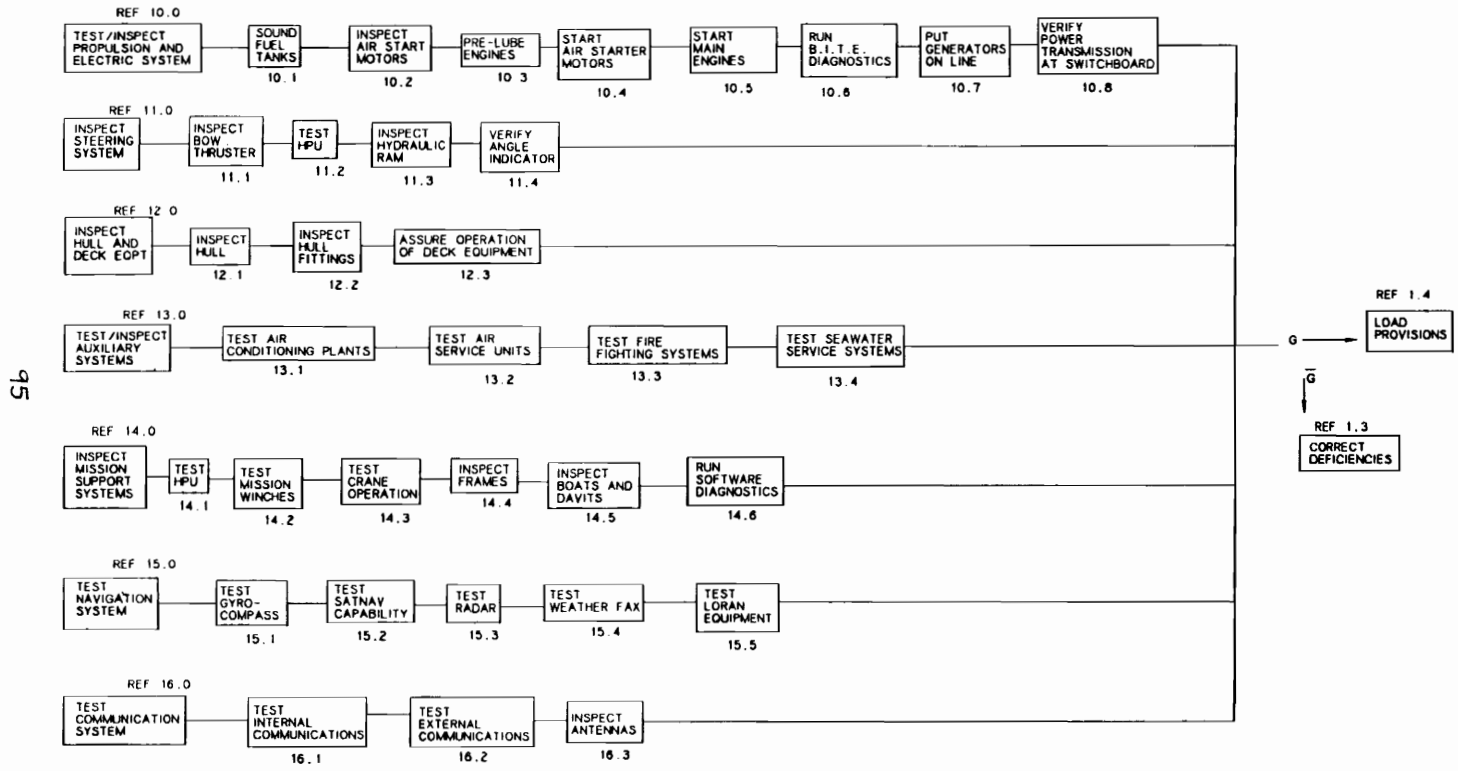 REF 10.0
TEST/INSPECT
PROPULSION AND
ELECTRIC SYSTEM
SOUND
FUEL
TANKS
10.1
INSPECT
AIR START
MOTORS
10.2
PRE-LUBE
ENGINES
10 3
START
AIR STARTER
MOTORS
10.4
START
MAIN
ENGINES
10.5
RUN
B.I.T.E.
DIAGNOSTICS
10.6
PUT
GENERATORS
ON LINE
10.7
VERIFY
POWER
TRANSMISSION
AT SWITCHBOARD
10.8
REF 11.0
INSPECT
STEERING
SYSTEM
INSPECT
BOW
THRUSTER
11.1
TEST
HPU
11.2
INSPECT
HYDRAULIC
RAM
11.3
VERIFY
ANGLE
INDICATOR
11.4
REF 12 0
INSPECT
HULL AND
DECK EQPT
INSPECT
HULL
12.1
INSPECT
HULL
FITTINGS
12.2
ASSURE OPERATION
OF DECK EQUIPMENT
12.3
REF 13.0
TEST/INSPECT
AUXILIARY
SYSTEMS
TEST AIR
CONDITIONING PLANTS
13.1
TEST AIR
SERVICE UNITS
13.2
TEST FIRE
FIGHTING SYSTEMS
13.3
TEST SEAWATER
SERVICE SYSTEMS
13.4
G
REF 1.4
LOAD
PROVISIONS
G̅
REF 1.3
CORRECT
DEFICIENCIES
95
REF 14.0
INSPECT
MISSION
SUPPORT
SYSTEMS
TEST
HPU
14.1
TEST
MISSION
WINCHES
14.2
TEST
CRANE
OPERATION
14.3
INSPECT
FRAMES
14.4
INSPECT
BOATS AND
DAVITS
14.5
RUN
SOFTWARE
DIAGNOSTICS
14.6
REF 15.0
TEST
NAVIGATION
SYSTEM
TEST
GYRO-
COMPASS
15.1
TEST
SATNAV
CAPABILITY
15.2
TEST
RADAR
15.3
TEST
WEATHER FAX
15.4
TEST
LORAN
EQUIPMENT
15.5
REF 16.0
TEST
COMMUNICATION
SYSTEM
TEST
INTERNAL
COMMUNICATIONS
16.1
TEST
EXTERNAL
COMMUNICATIONS
16.2
INSPECT
ANTENNAS
16.3